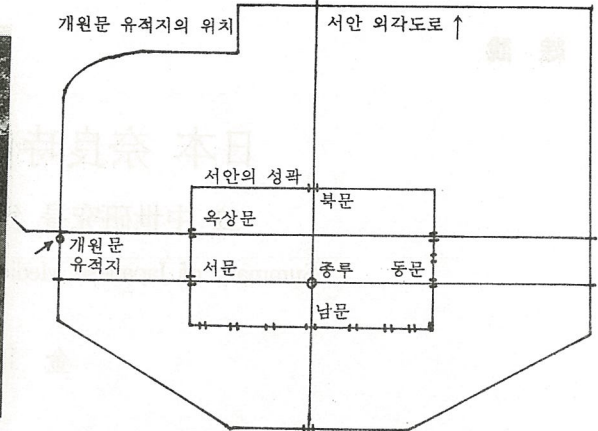 개원문 유적지의 위치
서안 외각도로 ↑
서안의 성곽
북문
옥상문
개원문
유적지
서문
종루
동문
남문